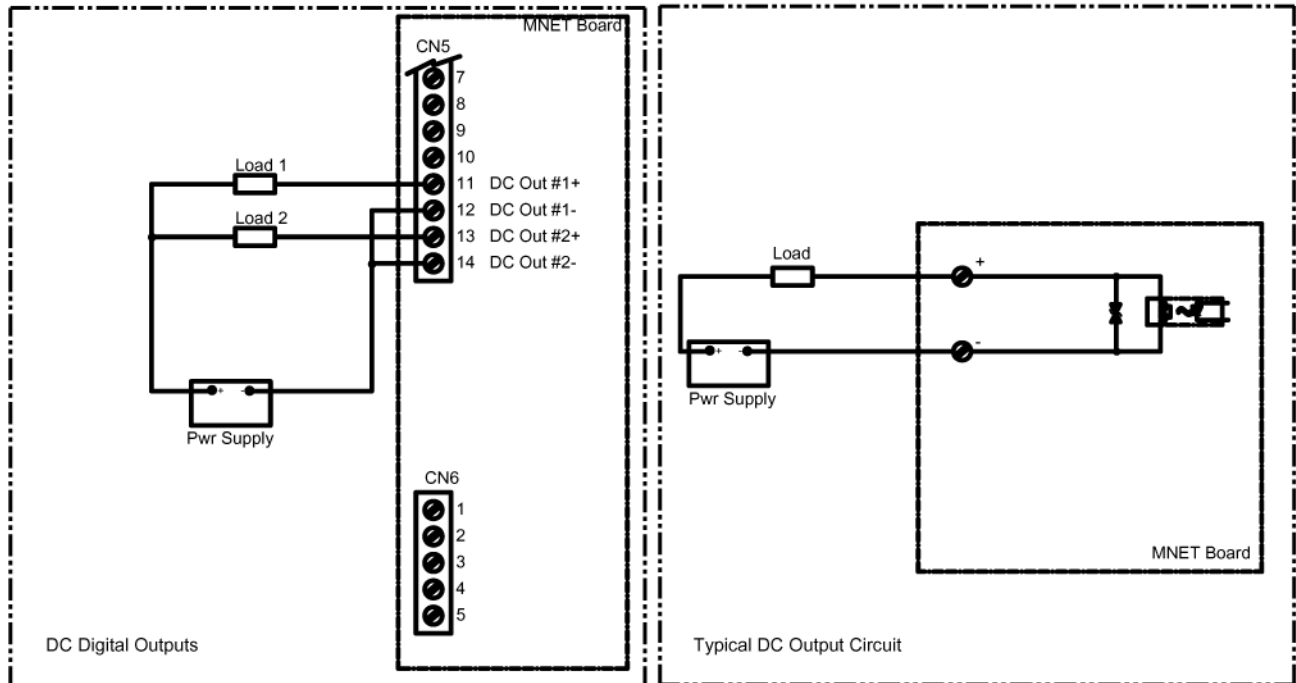 MNET Board
CN5
7
8
9
10
Load 1
11 DC Out #1+
12 DC Out #1-
Load 2
13 DC Out #2+
14 DC Out #2-
+ -
Pwr Supply
CN6
1
2
3
4
5
DC Digital Outputs
Load
+
-
+ -
Pwr Supply
MNET Board
Typical DC Output Circuit